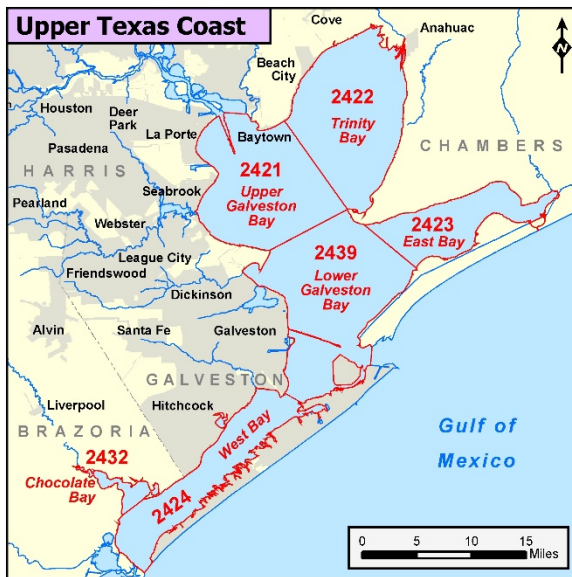 Upper Texas Coast
Cove
Anahuac
N
Beach
City
Houston
Deer
Park
2422
Trinity
Bay
La Porte
Baytown
Pasadena
CHAMBERS
HARRIS
2421
Upper
Galveston
Bay
Seabrook
Pearland
Webster
2423
East Bay
2439
Lower
Galveston
Bay
League City
Friendswood
Dickinson
Alvin
Santa Fe
Galveston
GALVESTON
Liverpool
Hitchcock
BRAZORIA
West Bay
Gulf of
Mexico
2432
Chocolate
Bay
2424
0 5 10 15
Miles